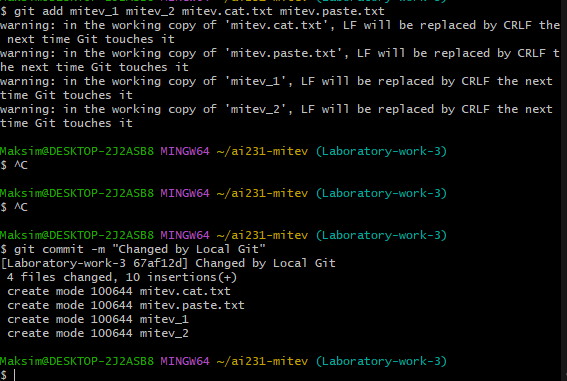 $ git add mitev_1 mitev_2 mitev.cat.txt mitev.paste.txt
warning: in the working copy of 'mitev.cat.txt', LF will be replaced by CRLF the
 next time Git touches it
warning: in the working copy of 'mitev.paste.txt', LF will be replaced by CRLF t
he next time Git touches it
warning: in the working copy of 'mitev_1', LF will be replaced by CRLF the next
time Git touches it
warning: in the working copy of 'mitev_2', LF will be replaced by CRLF the next
time Git touches it
Maksim@DESKTOP-2J2ASB8 MINGW64 ~/ai231-mitev (Laboratory-work-3)
$ ^C
Maksim@DESKTOP-2J2ASB8 MINGW64 ~/ai231-mitev (Laboratory-work-3)
$ ^C
Maksim@DESKTOP-2J2ASB8 MINGW64 ~/ai231-mitev (Laboratory-work-3)
$ git commit -m "Changed by Local Git"
[Laboratory-work-3 67af12d] Changed by Local Git
 4 files changed, 10 insertions(+)
 create mode 100644 mitev.cat.txt
 create mode 100644 mitev.paste.txt
 create mode 100644 mitev_1
 create mode 100644 mitev_2
Maksim@DESKTOP-2J2ASB8 MINGW64 ~/ai231-mitev (Laboratory-work-3)
$